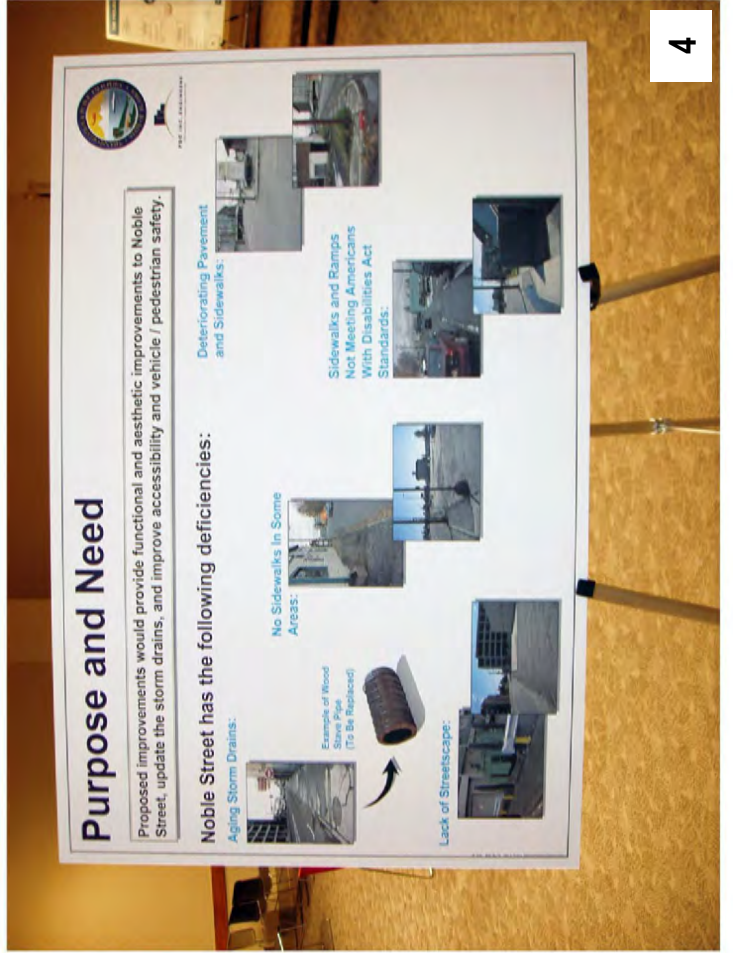 4
Purpose and Need
Proposed improvements would provide functional and aesthetic improvements to Noble
Street, update the storm drains, and improve accessibility and vehicle / pedestrian safety.
Noble Street has the following deficiencies:
Aging Storm Drains:
Example of Wood
Stave Pipe
(To Be Replaced)
Lack of Streetscape:
No Sidewalks In Some
Areas:
Deteriorating Pavement
and Sidewalks:
Sidewalks and Ramps
Not Meeting Americans
With Disabilities Act
Standards: